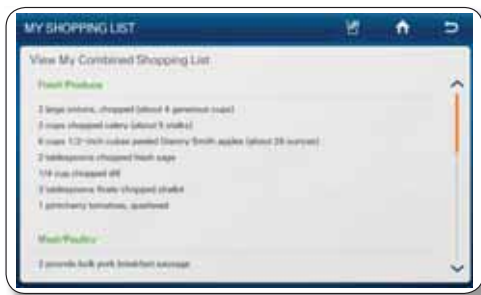 MY SHOPPING LIST
View My Combined Shopping List
Fresh Produce
2 large onions, chopped (about 4 generous cups)
3 cups chopped celery (about 5 stalks)
6 cups 1/2-inch cubes peeled Granny Smith apples (about 28 ounces)
2 tablespoons chopped fresh sage
1/4 cup chopped dill
3 tablespoons finely chopped shallot
1 pint cherry tomatoes, quartered
Meat/Poultry
2 pounds bulk pork breakfast sausage